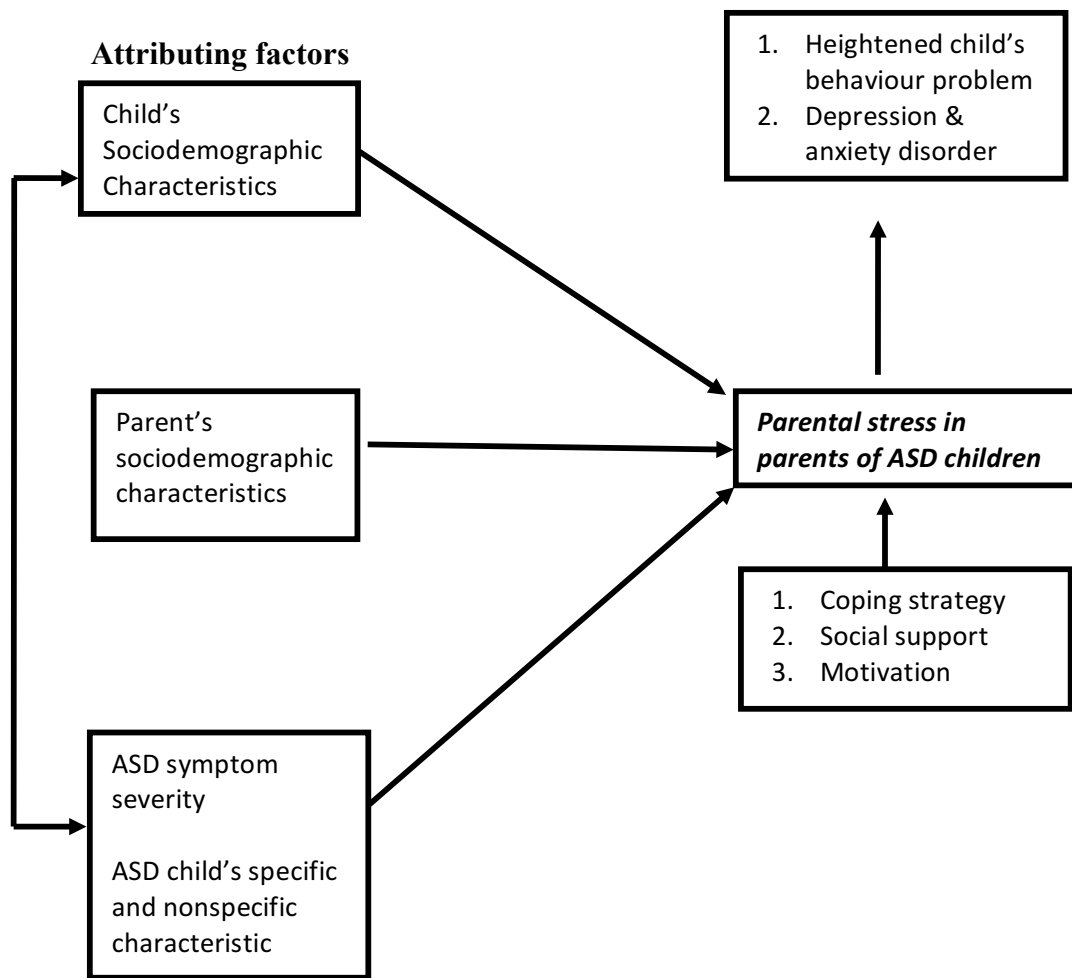 Attributing factors
Child’s
Sociodemographic
Characteristics
Parent’s
sociodemographic
characteristics
ASD symptom
severity
ASD child’s specific
and nonspecific
characteristic
1. Heightened child’s
behaviour problem
2. Depression &
anxiety disorder
Parental stress in
parents of ASD children
1. Coping strategy
2. Social support
3. Motivation